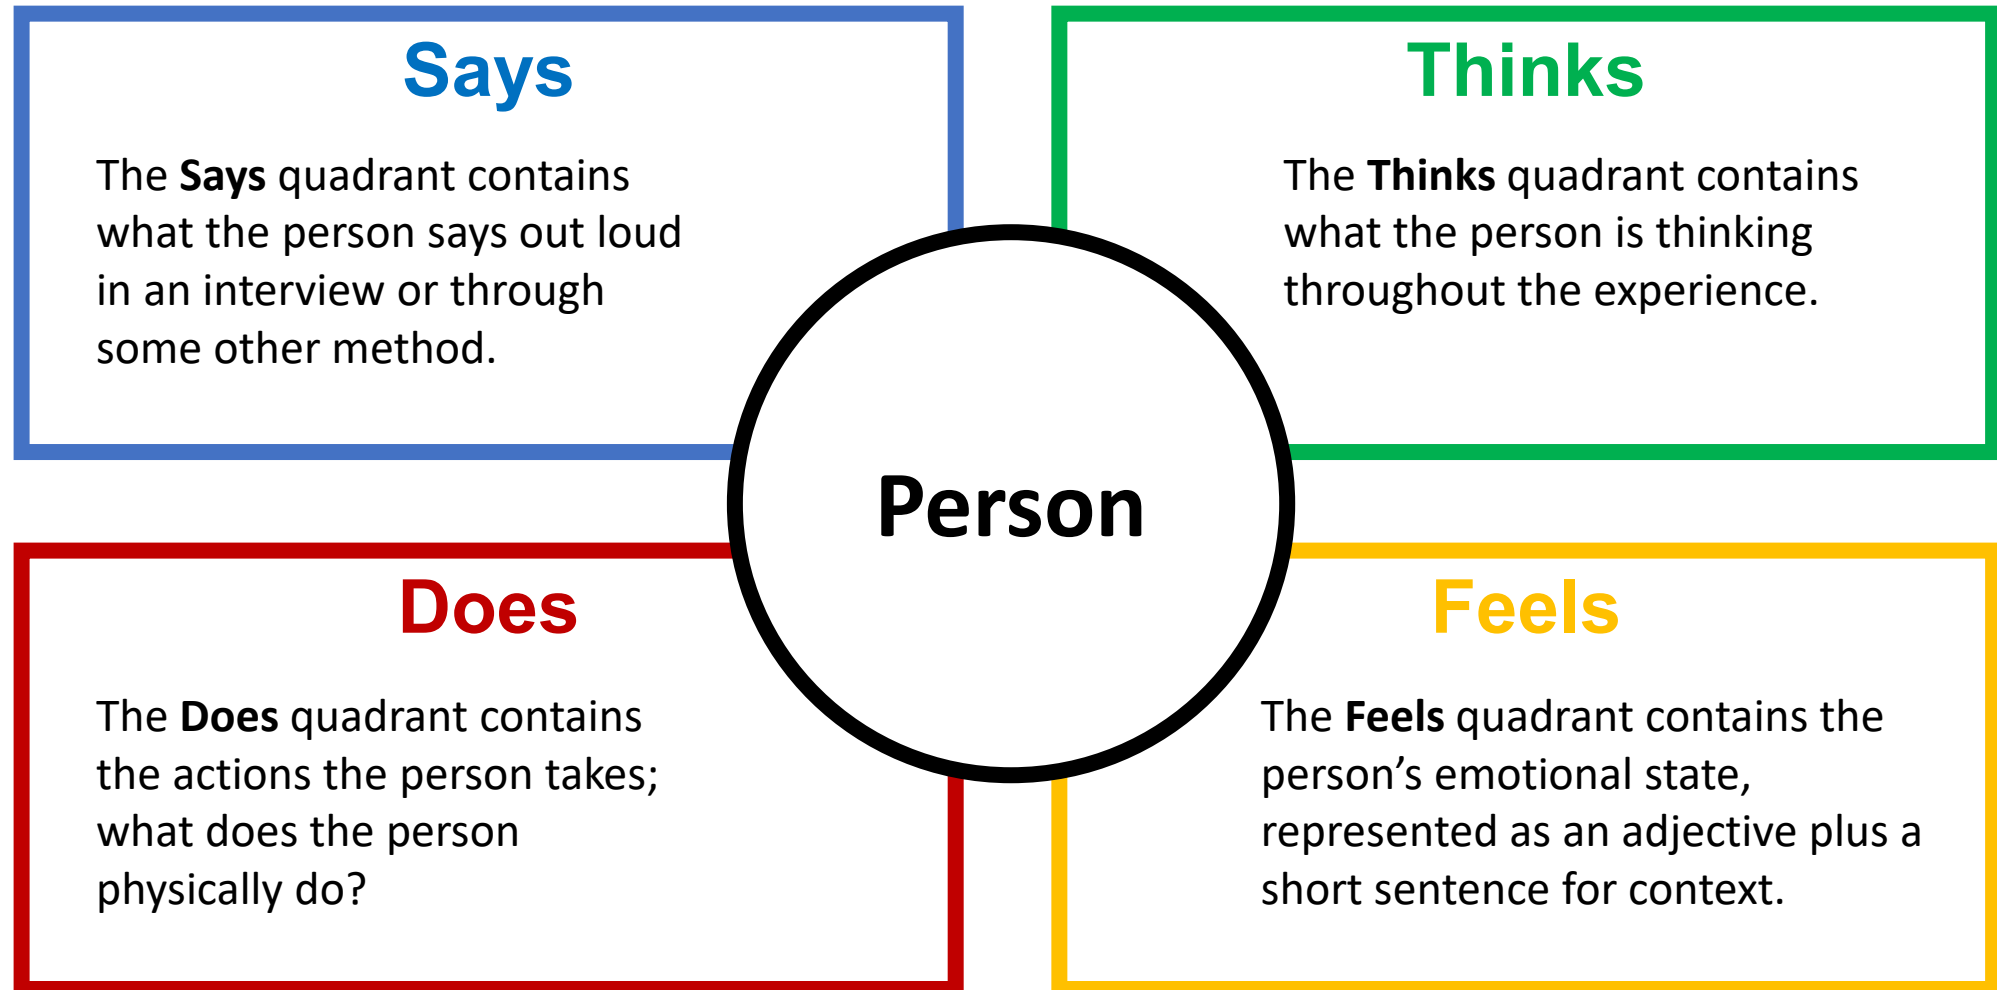 Says
The Says quadrant contains
what the person says out loud
in an interview or through
some other method.
Thinks
The Thinks quadrant contains
what the person is thinking
throughout the experience.
Person
Does
The Does quadrant contains
the actions the person takes;
what does the person
physically do?
Feels
The Feels quadrant contains the
person’s emotional state,
represented as an adjective plus a
short sentence for context.